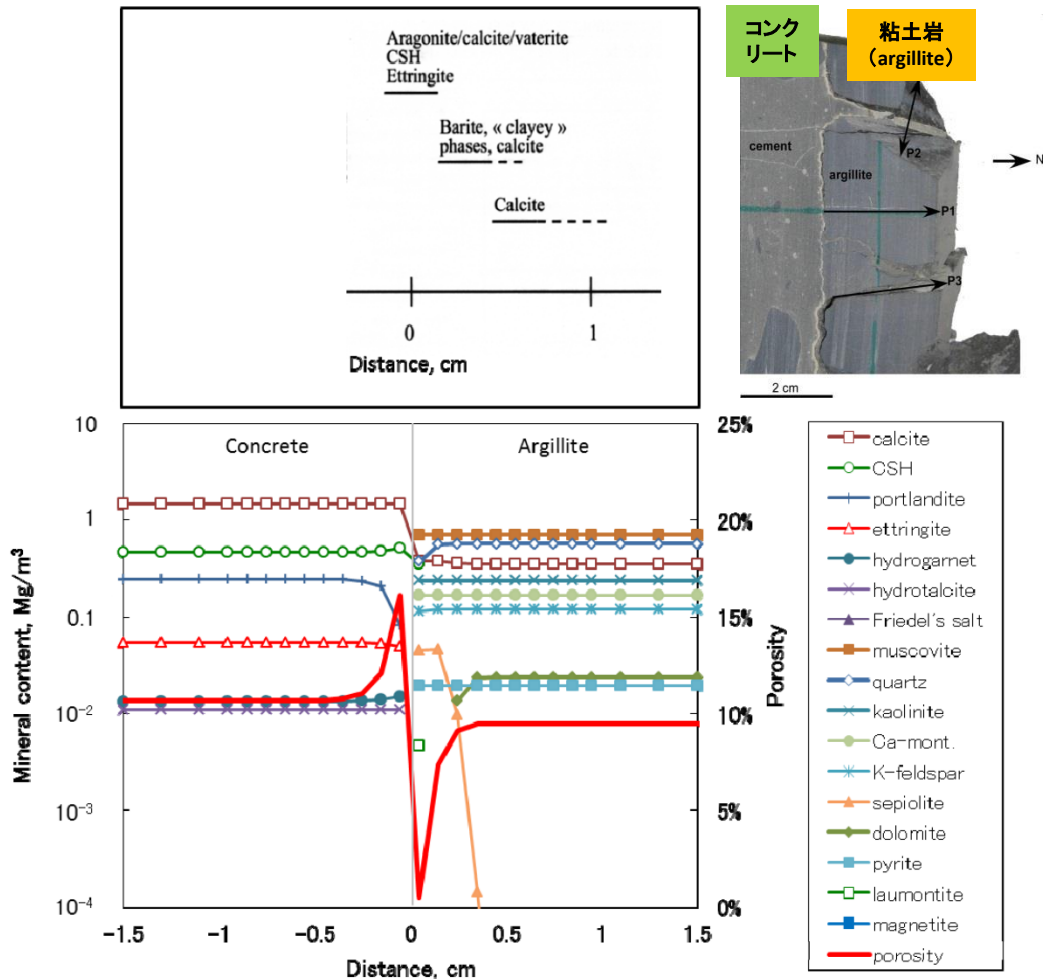 Aragonite/calcite/vaterite
CSH
Ettringite
Barite, « clayey »
phases, calcite
Calcite
0
1
Distance, cm
コンク
リート
粘土岩
（argillite）
cement
argillite
P2
P1
P3
N
2 cm
Concrete
Argillite
Mineral content, Mg/m³
10
1
0.1
10⁻²
10⁻³
10⁻⁴
25%
20%
15%
10%
5%
0%
Porosity
-1.5
-1
-0.5
0
0.5
1
1.5
Distance, cm
calcite
CSH
portlandite
ettringite
hydrogarnet
hydrotalcite
Friedel's salt
muscovite
quartz
kaolinite
Ca-mont.
K-feldspar
sepiolite
dolomite
pyrite
laumontite
magnetite
porosity